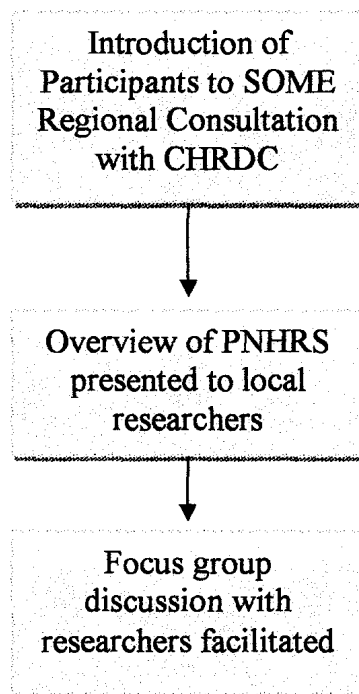 Introduction of
Participants to SOME
Regional Consultation
with CHRDC
Overview of PNHRS
presented to local
researchers
Focus group
discussion with
researchers facilitated